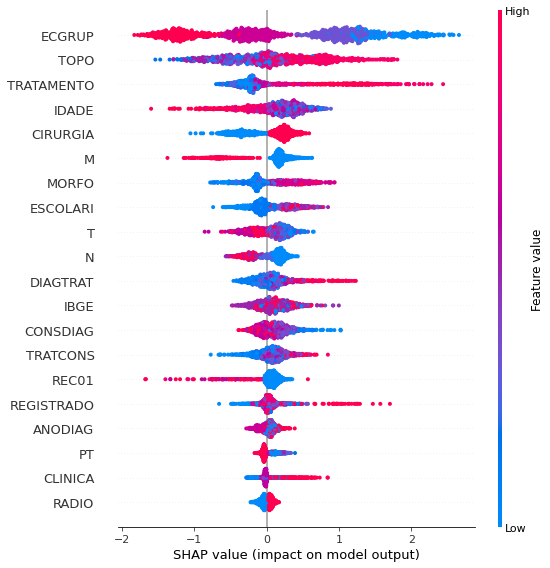 High
ECGRUP
TOPO
TRATAMENTO
IDADE
CIRURGIA
M
MORFO
ESCOLARI
T
N
DIAGTRAT
IBGE
CONSDIAG
TRATCONS
REC01
REGISTRADO
ANODIAG
PT
CLINICA
RADIO
Feature value
Low
−2 −1 0 1 2
SHAP value (impact on model output)